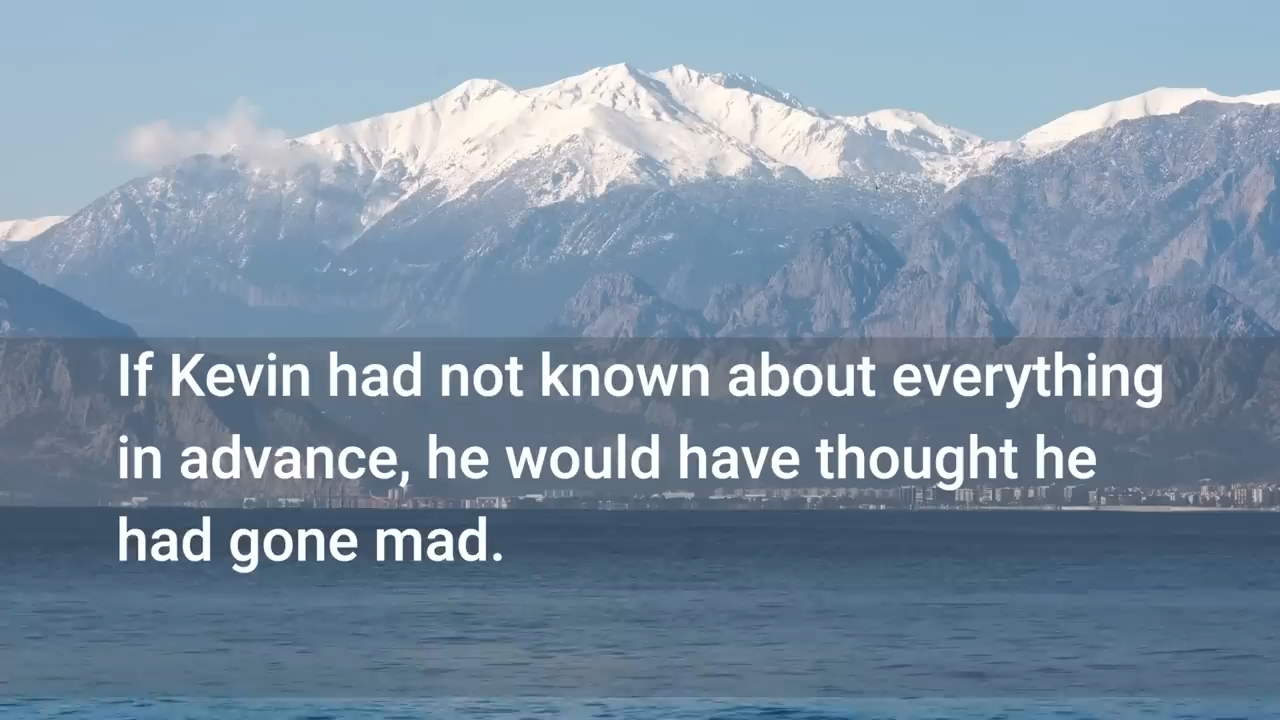 If Kevin had not known about everything
in advance, he would have thought he
had gone mad.